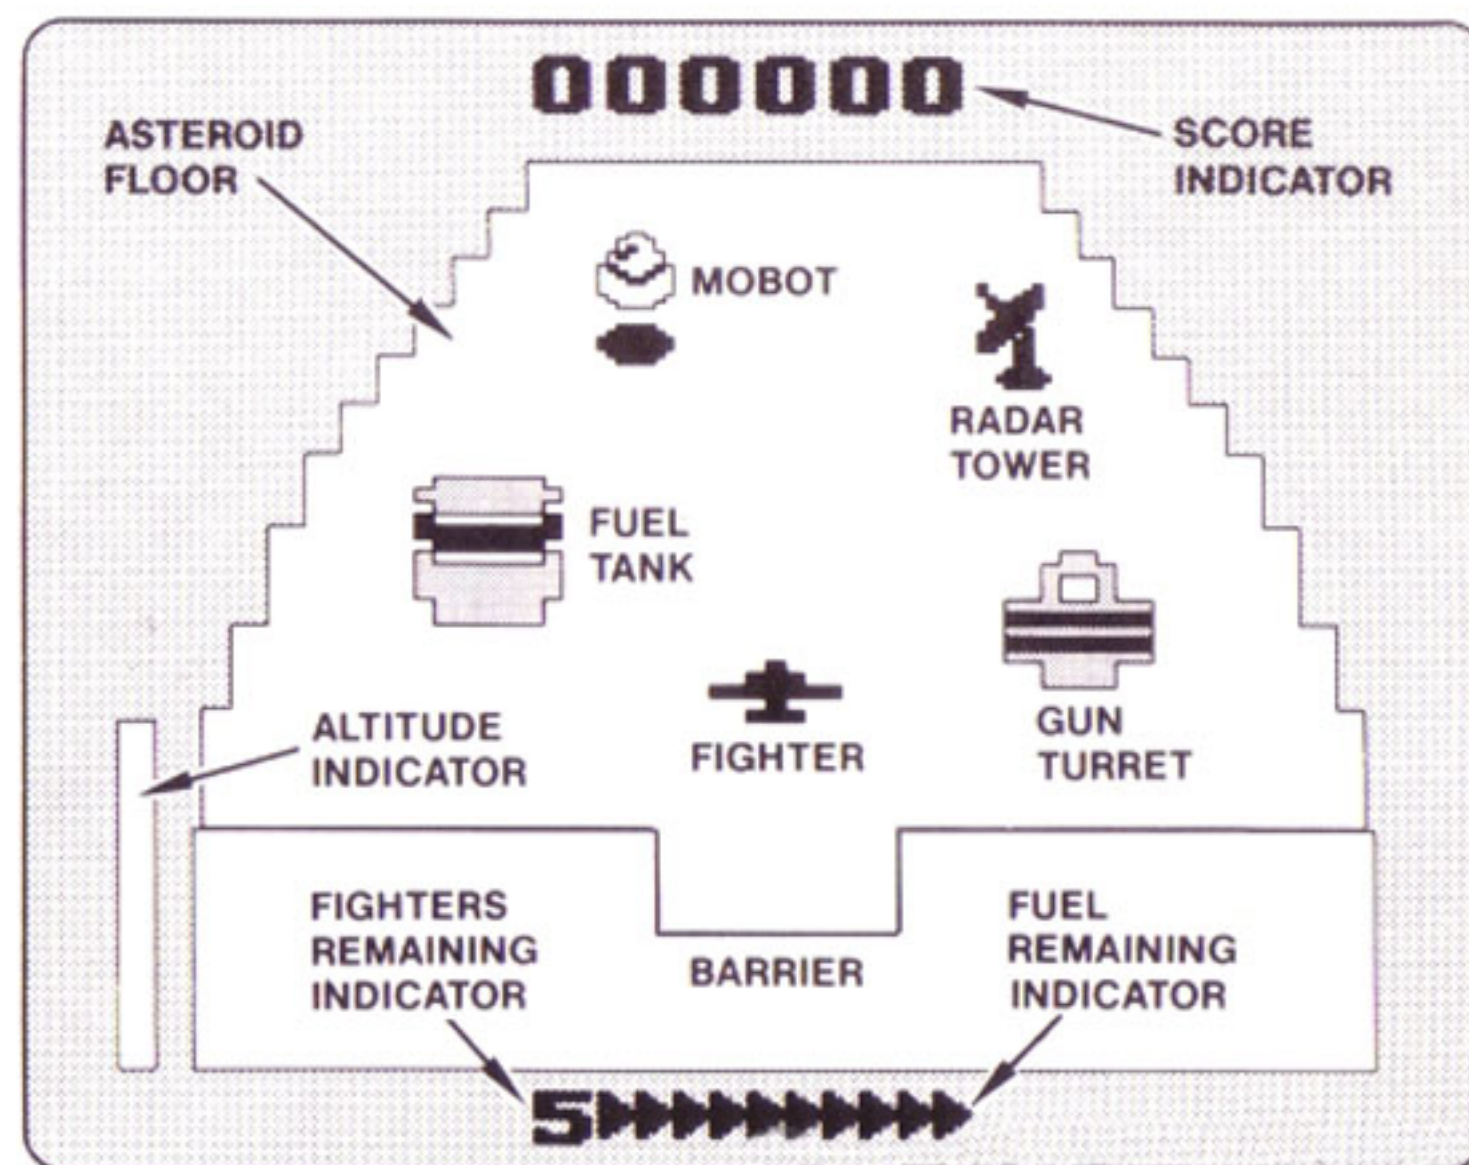 000000
ASTEROID
FLOOR
SCORE
INDICATOR
MOBOT
RADAR
TOWER
FUEL
TANK
GUN
TURRET
FIGHTER
ALTITUDE
INDICATOR
FIGHTERS
REMAINING
INDICATOR
BARRIER
FUEL
REMAINING
INDICATOR
5